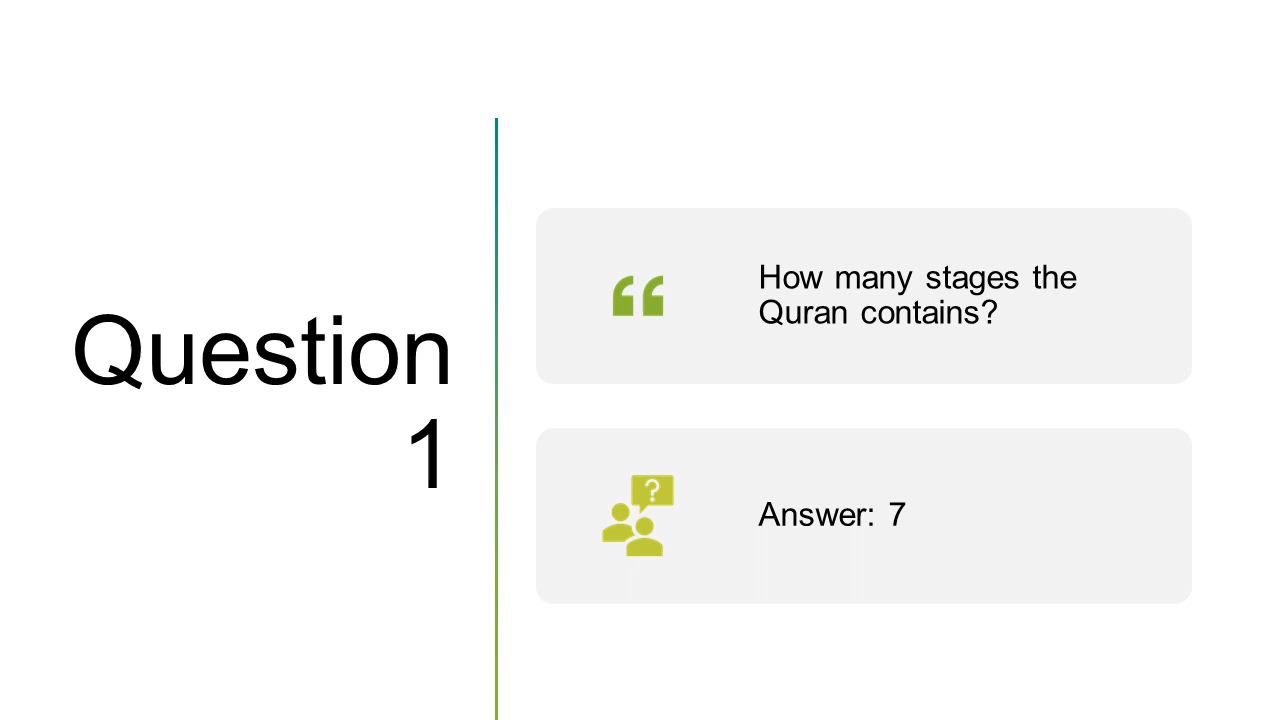 Question
1
How many stages the
Quran contains?
Answer: 7